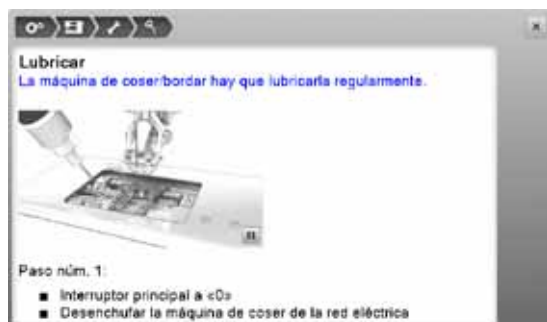 Lubricar
La máquina de coser/bordar hay que lubricarla regularmente.
Paso núm. 1:
■ Interruptor principal a «0»
■ Desenchufar la máquina de coser de la red eléctrica